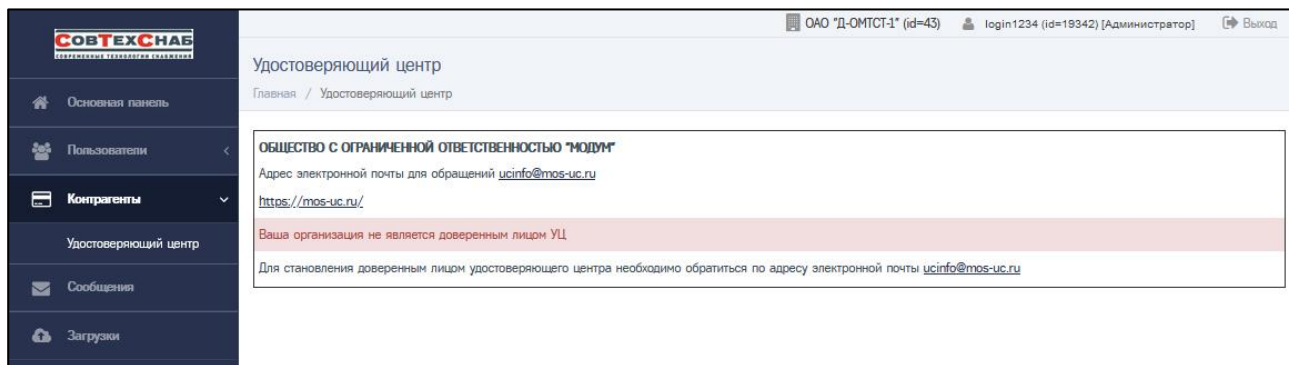 ОАО "Д-ОМТСТ-1" (id=43) login1234 (id=19342) [Администратор] Выход
СОВТЕХСНАБ
СОВРЕМЕННЫЕ ТЕХНОЛОГИИ СНАБЖЕНИЯ
Основная панель
Пользователи
Контрагенты
Удостоверяющий центр
Сообщения
Загрузки
Удостоверяющий центр
Главная / Удостоверяющий центр
ОБЩЕСТВО С ОГРАНИЧЕННОЙ ОТВЕТСТВЕННОСТЬЮ "МОДУМ"
Адрес электронной почты для обращений ucinfo@mos-uc.ru
https://mos-uc.ru/
Ваша организация не является доверенным лицом УЦ
Для становления доверенным лицом удостоверяющего центра необходимо обратиться по адресу электронной почты ucinfo@mos-uc.ru